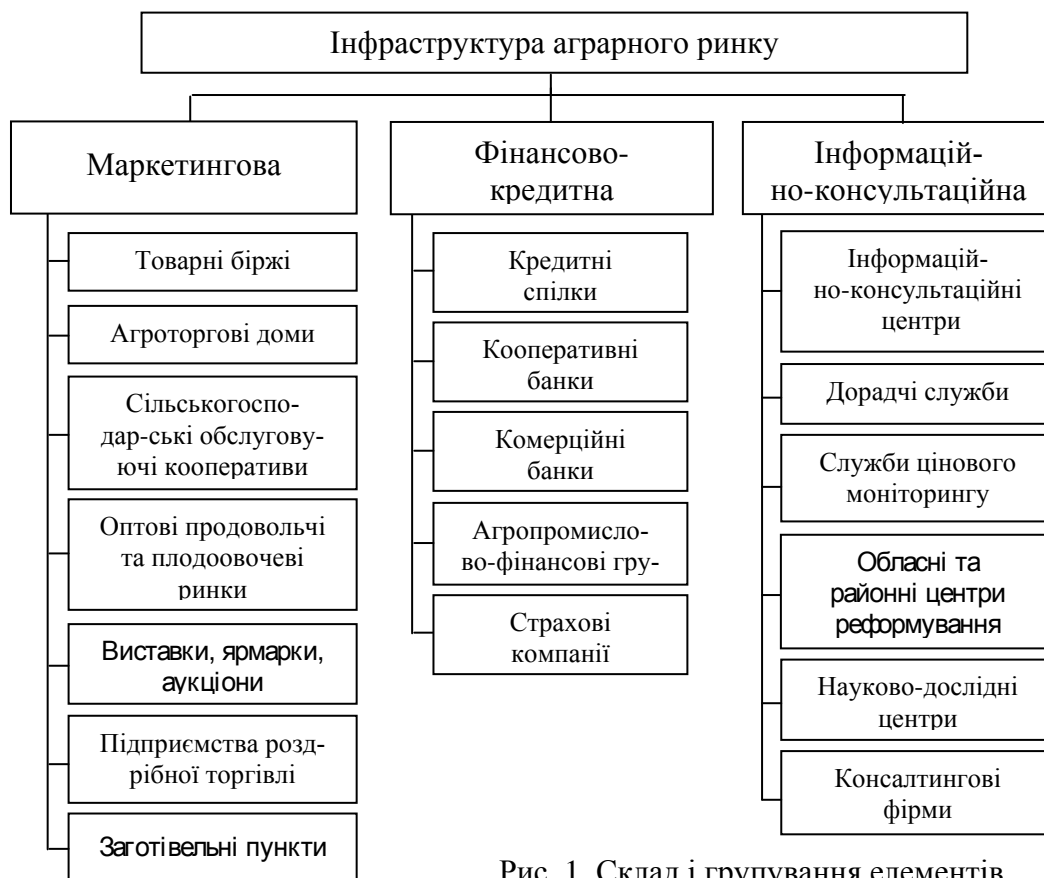 Інфраструктура аграрного ринку
Маркетингова
Товарні біржі
Агроторгові доми
Сільськогоспо-
дар-ські обслугову-
ючі кооперативи
Оптові продовольчі
та плодоовочеві
ринки
Виставки, ярмарки,
аукціони
Підприємства розд-
рібної торгівлі
Заготівельні пункти
Фінансово-
кредитна
Кредитні
спілки
Кооперативні
банки
Комерційні
банки
Агропромисло-
во-фінансові гру-
Страхові
компанії
Інформацій-
но-консультаційна
Інформацій-
но-консультаційні
центри
Дорадчі служби
Служби цінового
моніторингу
Обласні та
районні центри
реформування
Науково-дослідні
центри
Консалтингові
фірми
Рис. 1. Склад і групування елементів